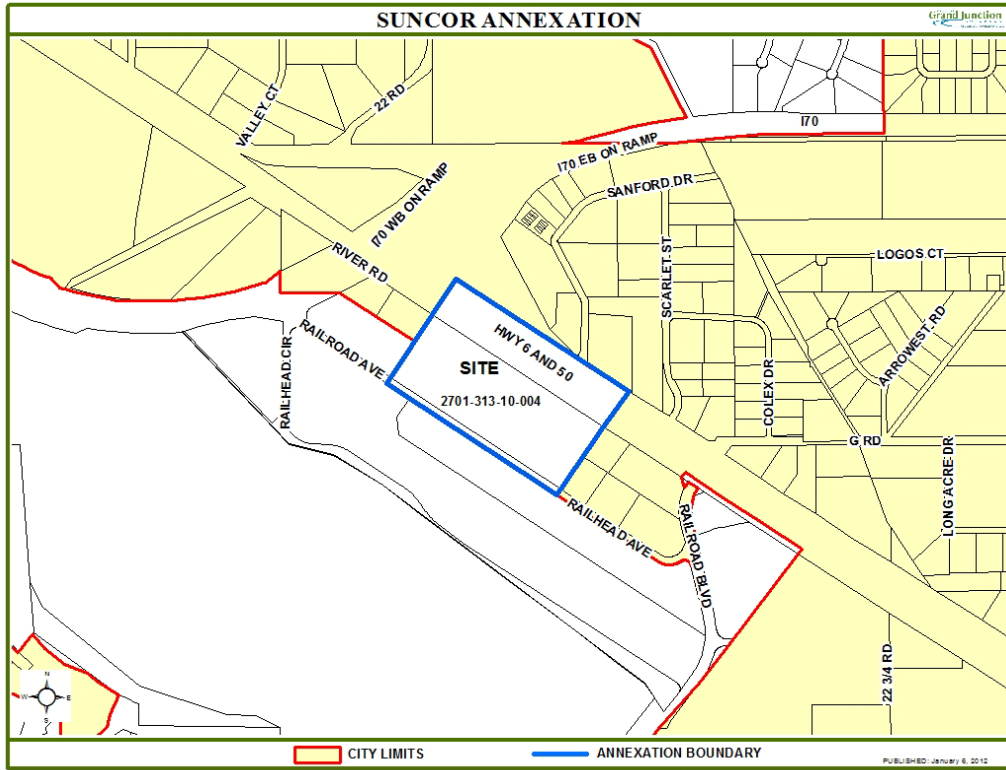 SUNCOR ANNEXATION
Grand Junction
VALLEY CT
22 RD
I70
I70 EB ON RAMP
SANFORD DR
I70 WB ON RAMP
RIVER RD
SCARLET ST
LOGOS CT
HWY 6 AND 50
RAILROAD AVE
RAILHEAD CIR
SITE
2701-313-10-004
ARROWEST RD
COLEX DR
G RD
LONG ACRE DR
RAILHEAD AVE
RAILROAD BLVD
22 3/4 RD
N
W E
S
CITY LIMITS
ANNEXATION BOUNDARY
PUBLISHED: January 6, 2012